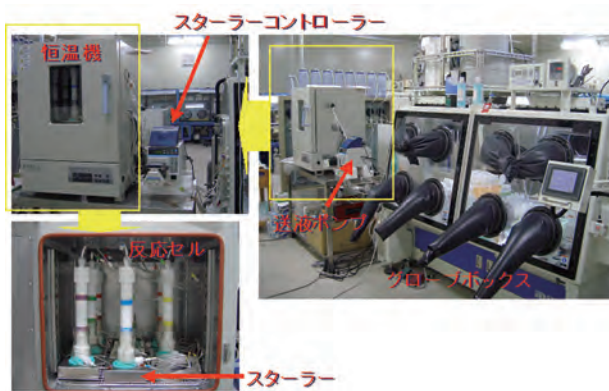 スターラーコントローラー
恒温機
送液ポンプ
グローブボックス
反応セル
スターラー